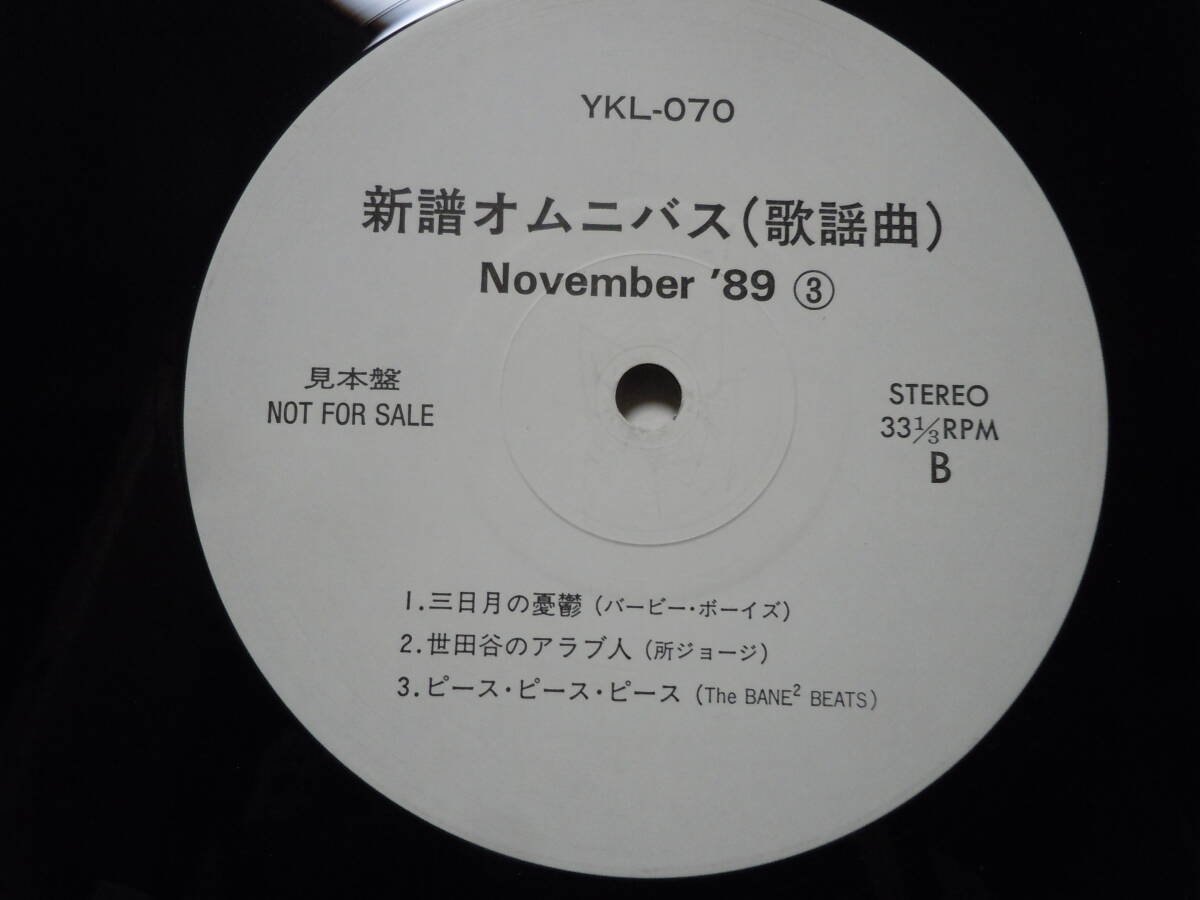 YKL-070
新譜オムニバス(歌謡曲)
November '89 ③
見本盤
NOT FOR SALE
STEREO
33⅓RPM
B
1.三日月の憂鬱(バービー・ボーイズ)
2.世田谷のアラブ人(所ジョージ)
3.ピース・ピース・ピース(The BANE² BEATS)